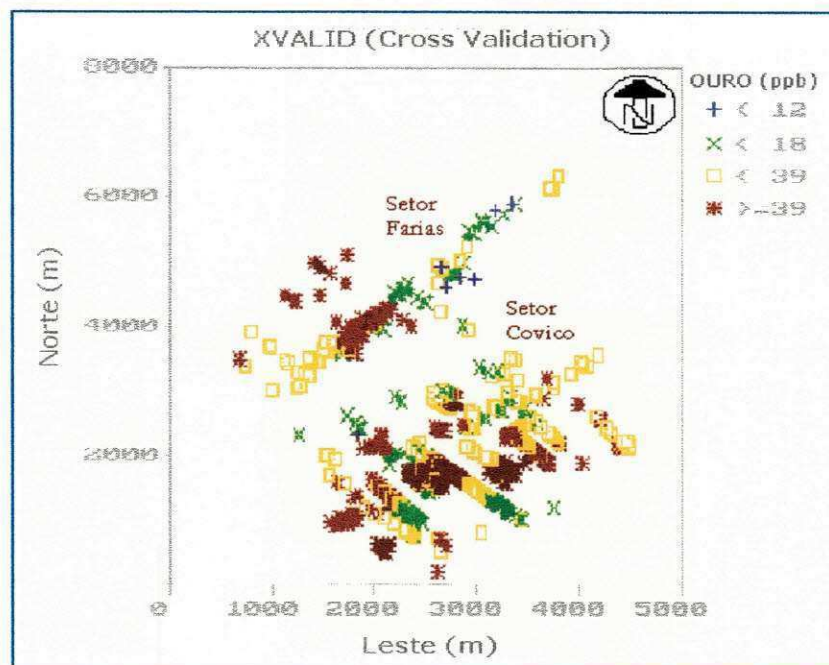 XVALID (Cross Validation)
OURO (ppb)
+ < 12
× < 18
□ < 39
>=39
N
Setor
Farias
Setor
Covico
8000
6000
4000
2000
Norte (m)
0
1000
2000
3000
4000
5000
Leste (m)